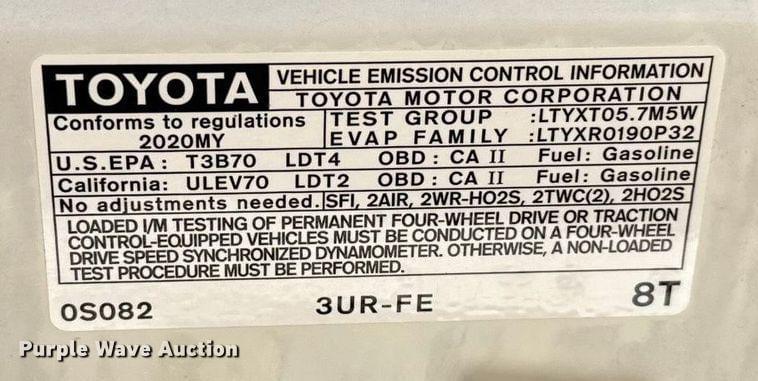 TOYOTA
VEHICLE EMISSION CONTROL INFORMATION
TOYOTA MOTOR CORPORATION
Conforms to regulations
2020MY
TEST GROUP :LTYXT05.7M5W
EVAP FAMILY :LTYXR0190P32
U.S.EPA : T3B70 LDT4 OBD : CA II Fuel: Gasoline
California: ULEV70 LDT2 OBD : CA II Fuel: Gasoline
No adjustments needed. SFI, 2AIR, 2WR-HO2S, 2TWC(2), 2HO2S
LOADED I/M TESTING OF PERMANENT FOUR-WHEEL DRIVE OR TRACTION
CONTROL-EQUIPPED VEHICLES MUST BE CONDUCTED ON A FOUR-WHEEL
DRIVE SPEED SYNCHRONIZED DYNAMOMETER. OTHERWISE, A NON-LOADED
TEST PROCEDURE MUST BE PERFORMED.
0S082 3UR-FE 8T
Purple Wave Auction